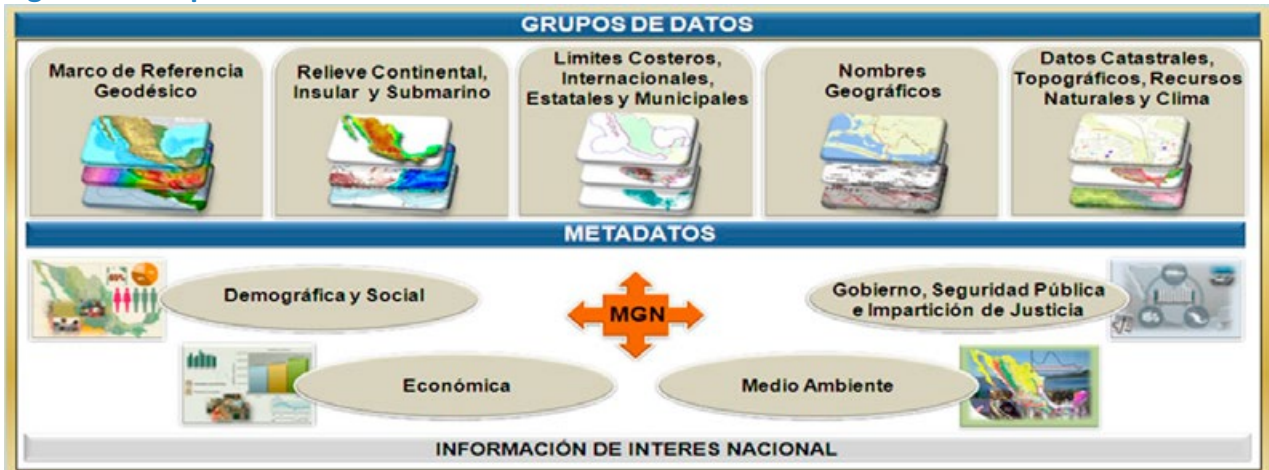 GRUPOS DE DATOS
Marco de Referencia
Geodésico
Relieve Continental,
Insular y Submarino
Limites Costeros,
Internacionales,
Estatales y Municipales
Nombres
Geográficos
Datos Catastrales,
Topográficos, Recursos
Naturales y Clima
METADATOS
Demográfica y Social
MGN
Gobierno, Seguridad Pública
e Impartición de Justicia
Económica
Medio Ambiente
INFORMACIÓN DE INTERES NACIONAL